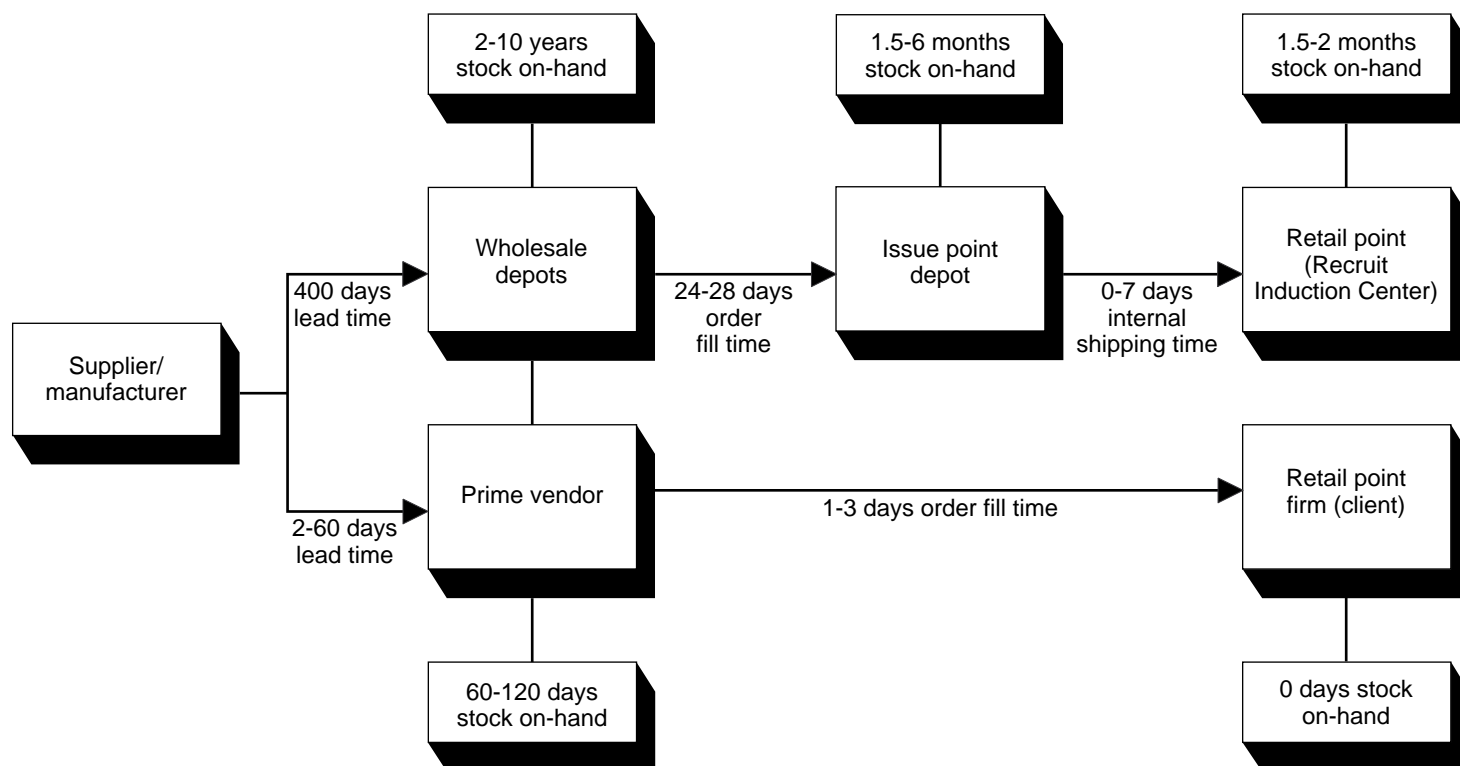 2-10 years
stock on-hand
1.5-6 months
stock on-hand
1.5-2 months
stock on-hand
Wholesale
depots
Issue point
depot
Retail point
(Recruit
Induction Center)
400 days
lead time
24-28 days
order
fill time
0-7 days
internal
shipping time
Supplier/
manufacturer
Prime vendor
Retail point
firm (client)
2-60 days
lead time
1-3 days order fill time
60-120 days
stock on-hand
0 days stock
on-hand